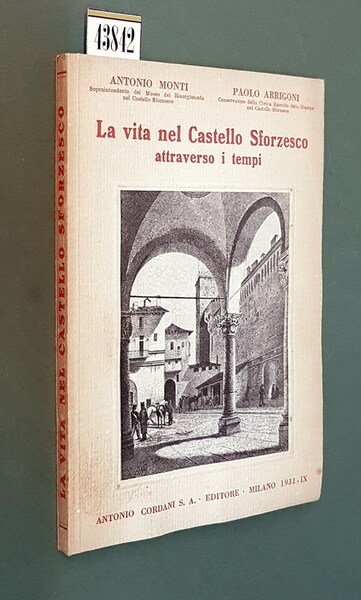 43842
ANTONIO MONTI
Soprintendente del Museo del Risorgimento
nel Castello Sforzesco
PAOLO ARRIGONI
Conservatore della Civica Raccolta delle Stampe
nel Castello Sforzesco
La vita nel Castello Sforzesco
attraverso i tempi
ANTONIO CORDANI S. A. - EDITORE - MILANO 1931-IX
LA VITA NEL CASTELLO SFORZESCO